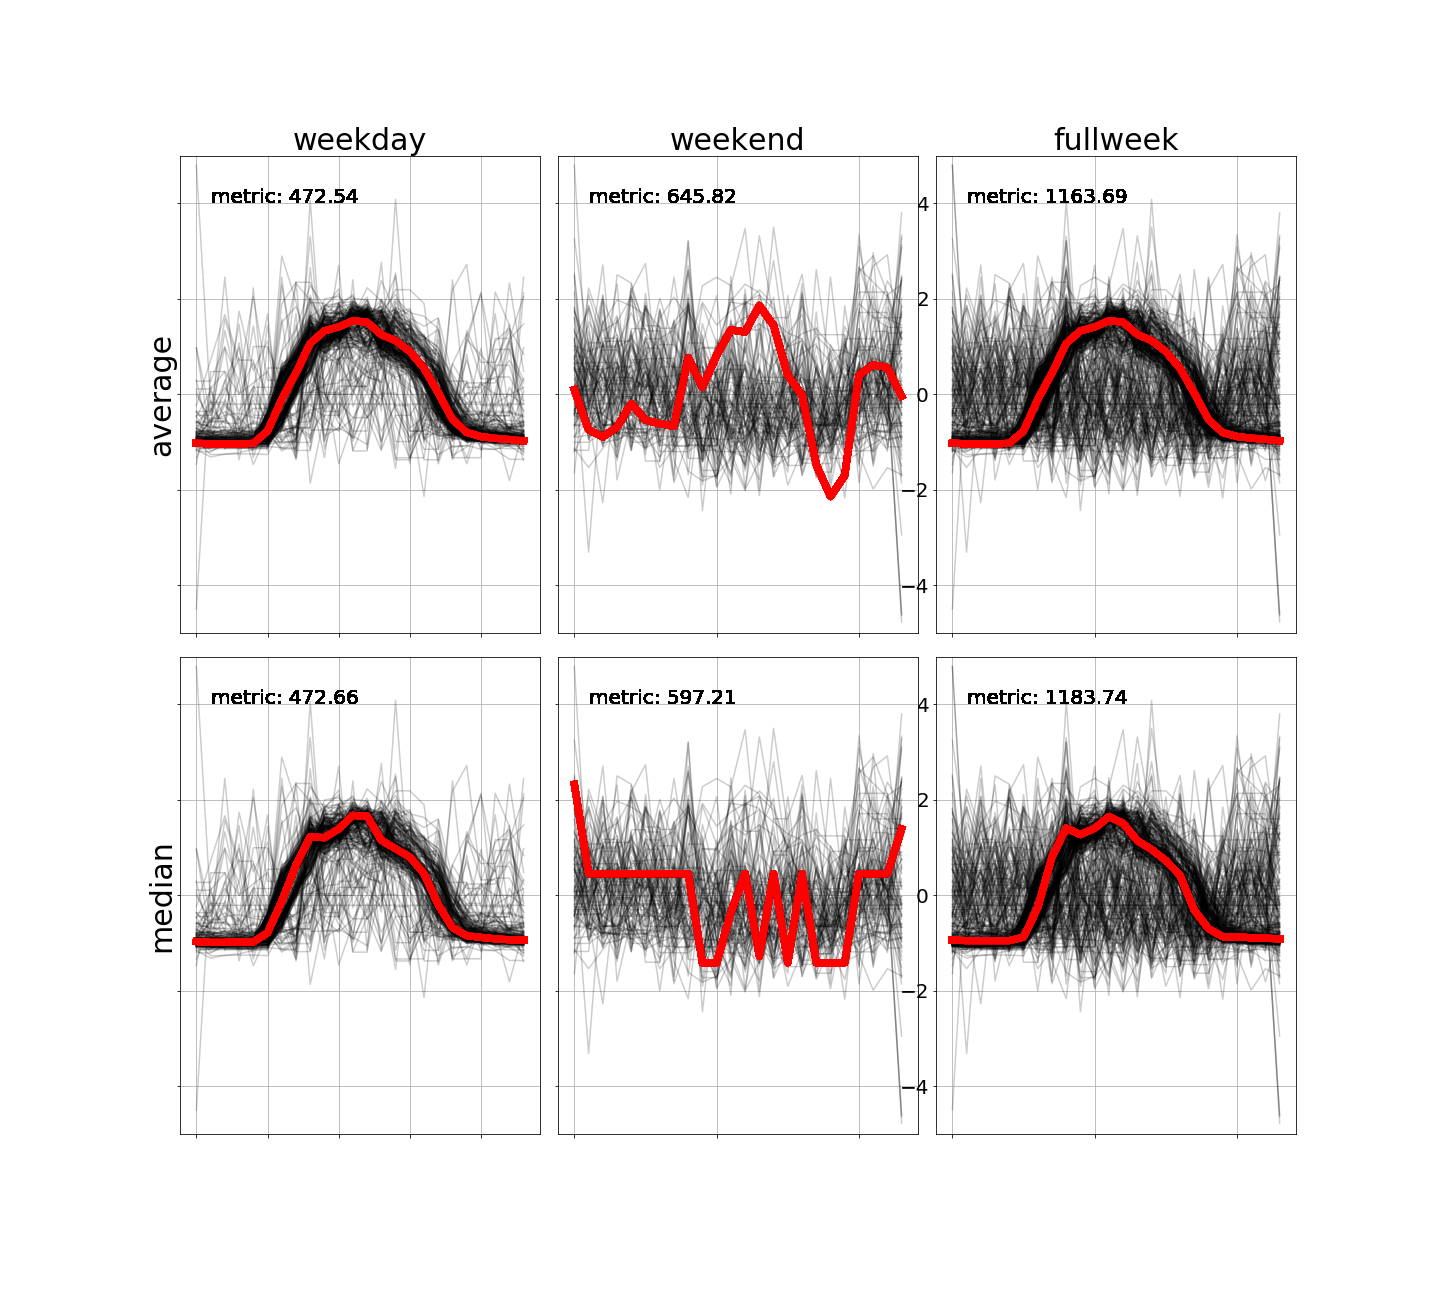 weekday weekend fullweek
metric: 472.54 metric: 645.82 metric: 1163.69
4
2
0
−2
−4
average
metric: 472.66 metric: 597.21 metric: 1183.74
4
2
0
−2
−4
median